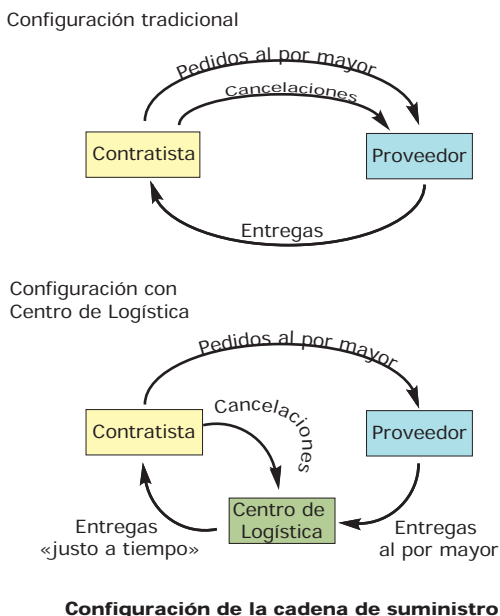 Configuración tradicional
Pedidos al por mayor
Cancelaciones
Contratista
Proveedor
Entregas
Configuración con
Centro de Logística
Pedidos al por mayor
Cancelaciones
Contratista
Proveedor
Centro de
Logística
Entregas
«justo a tiempo»
Entregas
al por mayor
Configuración de la cadena de suministro